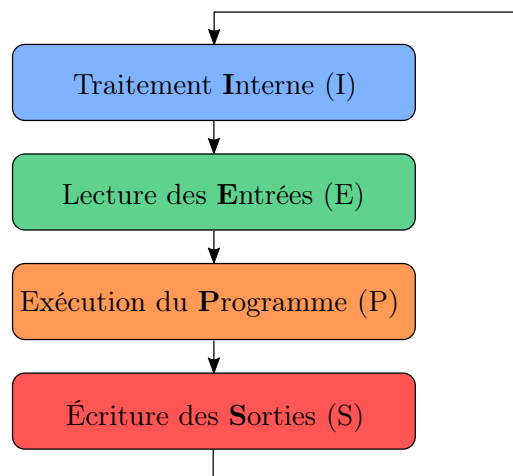 Traitement Interne (I)
Lecture des Entrées (E)
Exécution du Programme (P)
Écriture des Sorties (S)